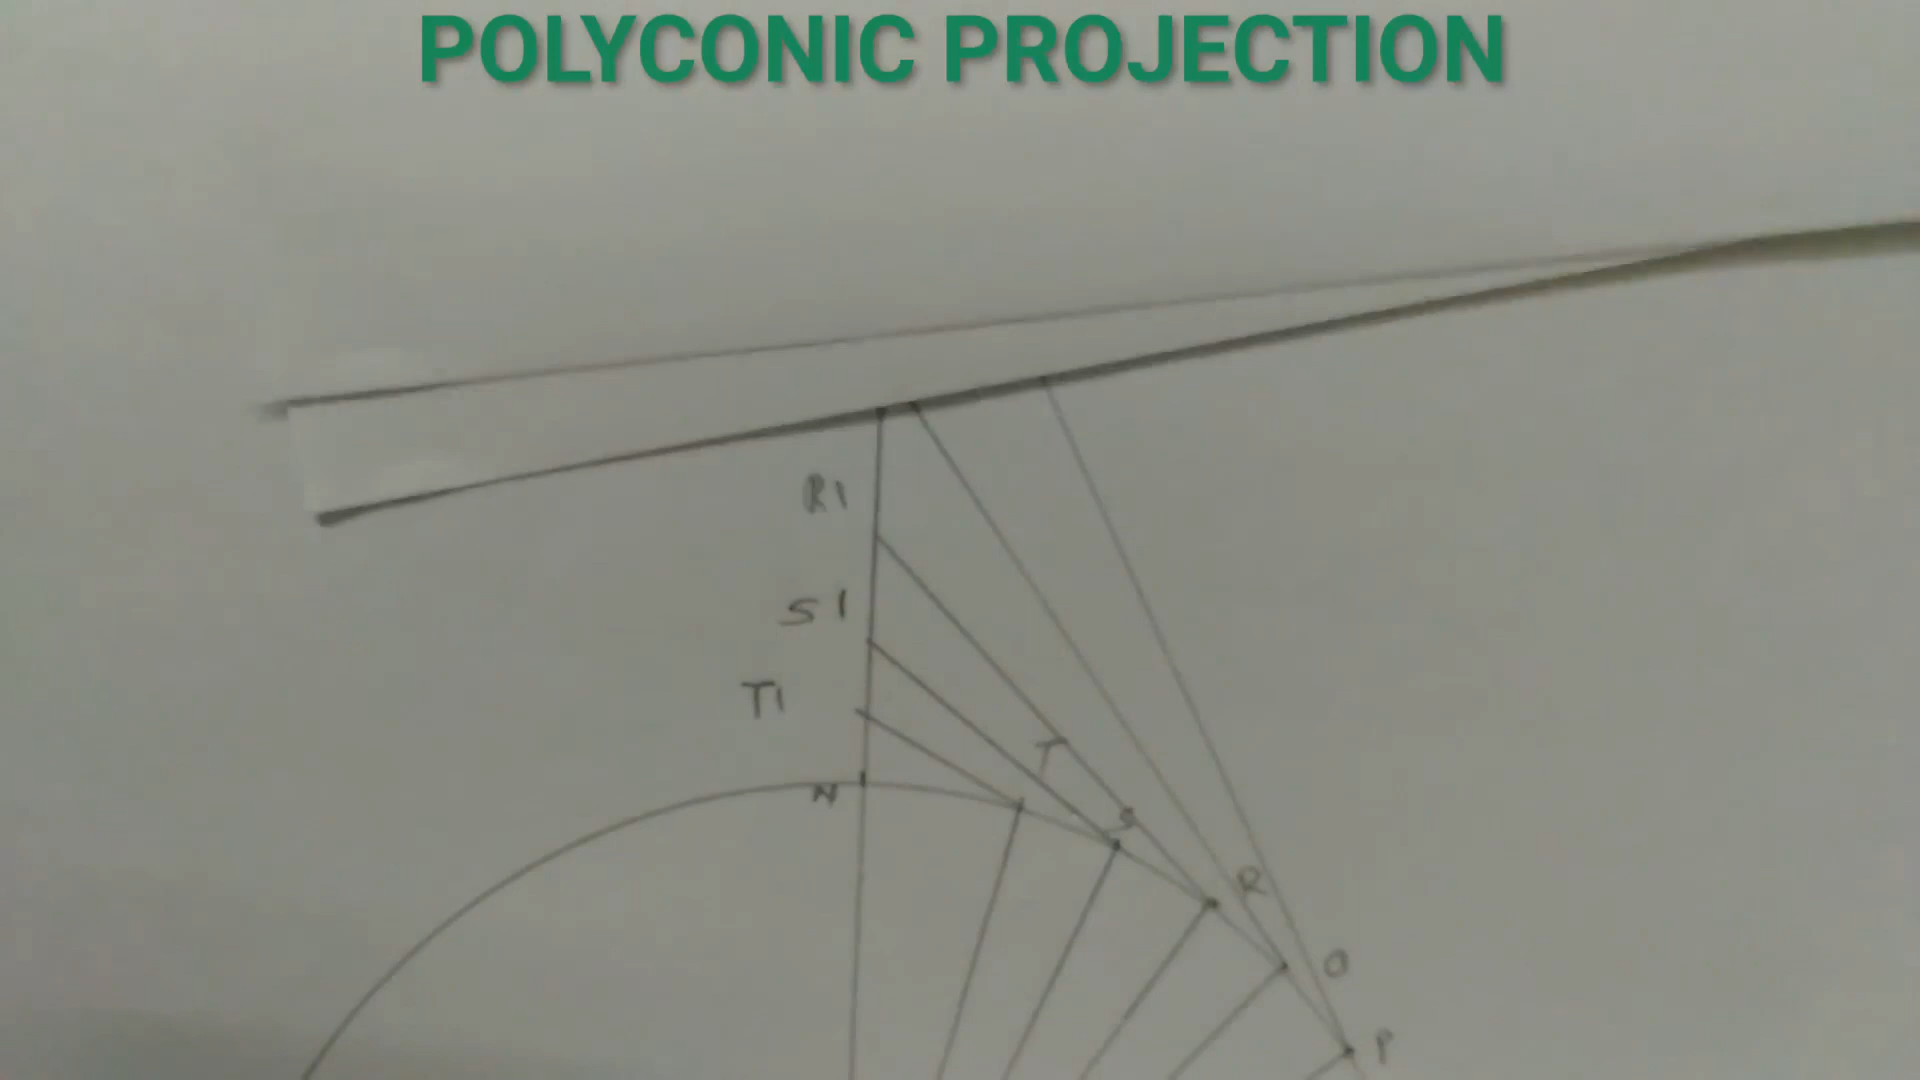 POLYCONIC PROJECTION
R1
S1
T1
T
N
S
R
O
P